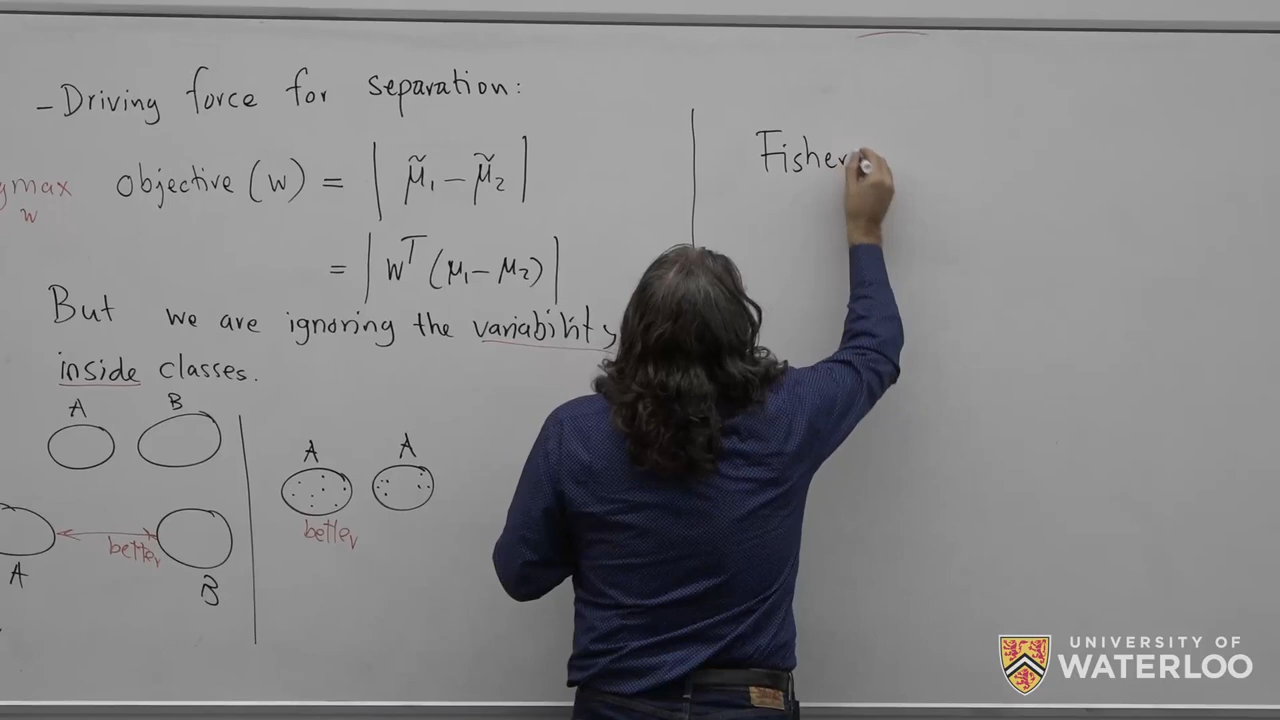 - Driving force for separation:
gmax objective (w) = | μ̃₁ - μ̃₂ |
w
= | wᵀ (μ₁ - μ₂) |
But we are ignoring the variability
inside classes.
A B
A A
better
better
A
B
Fisher
UNIVERSITY OF
WATERLOO